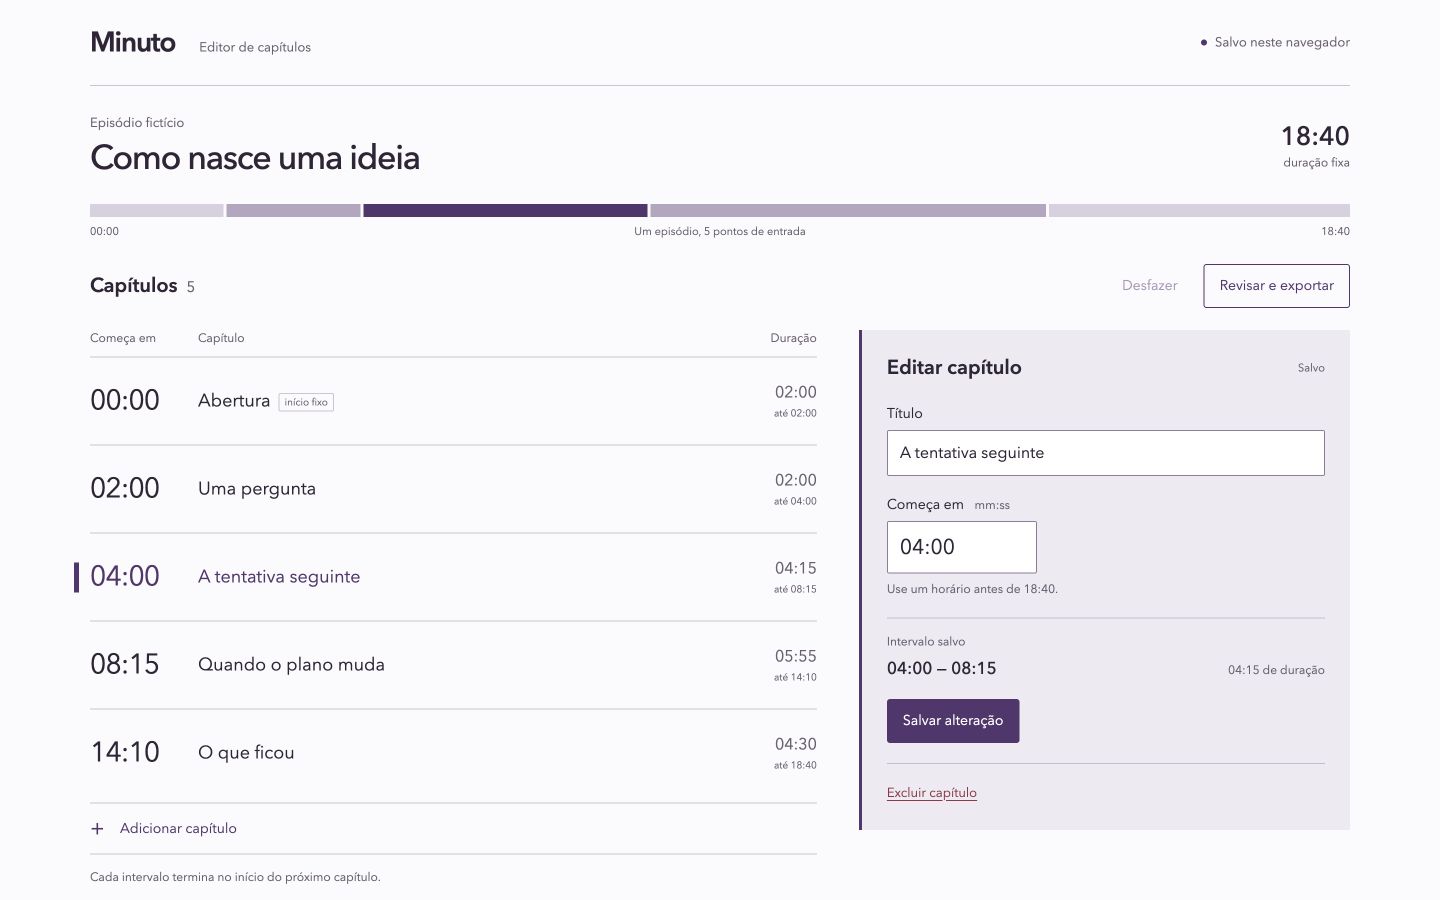 Minuto
Editor de capítulos
Salvo neste navegador
Episódio fictício
Como nasce uma ideia
18:40
duração fixa
00:00
Um episódio, 5 pontos de entrada
18:40
Capítulos 5
Desfazer
Revisar e exportar
Começa em
Capítulo
Duração
00:00
Abertura
início fixo
02:00
até 02:00
02:00
Uma pergunta
02:00
até 04:00
04:00
A tentativa seguinte
04:15
até 08:15
08:15
Quando o plano muda
05:55
até 14:10
14:10
O que ficou
04:30
até 18:40
+ Adicionar capítulo
Cada intervalo termina no início do próximo capítulo.
Editar capítulo
Salvo
Título
A tentativa seguinte
Começa em mm:ss
04:00
Use um horário antes de 18:40.
Intervalo salvo
04:00 – 08:15
04:15 de duração
Salvar alteração
Excluir capítulo